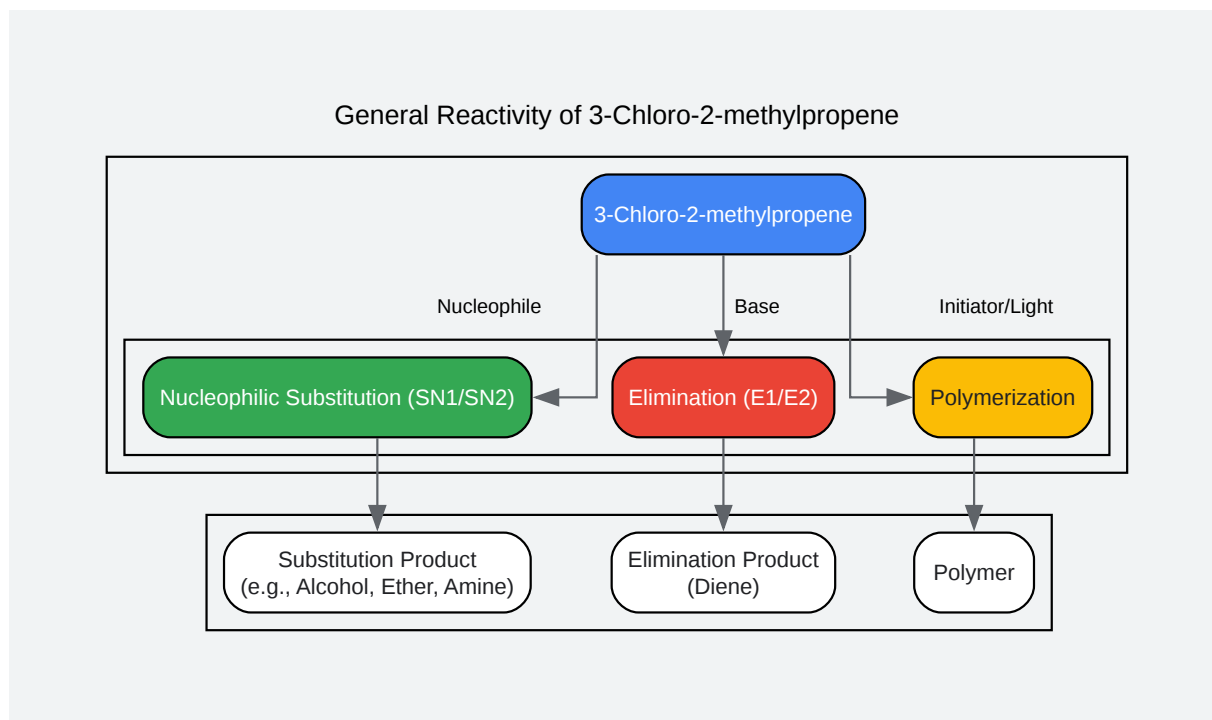 General Reactivity of 3-Chloro-2-methylpropene
3-Chloro-2-methylpropene
Nucleophile
Base
Initiator/Light
Nucleophilic Substitution (SN1/SN2)
Elimination (E1/E2)
Polymerization
Substitution Product
(e.g., Alcohol, Ether, Amine)
Elimination Product
(Diene)
Polymer